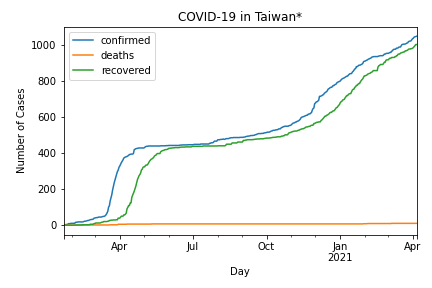 COVID-19 in Taiwan*
confirmed
deaths
recovered
Number of Cases
1000
800
600
400
200
0
Apr
Jul
Oct
Jan
2021
Apr
Day